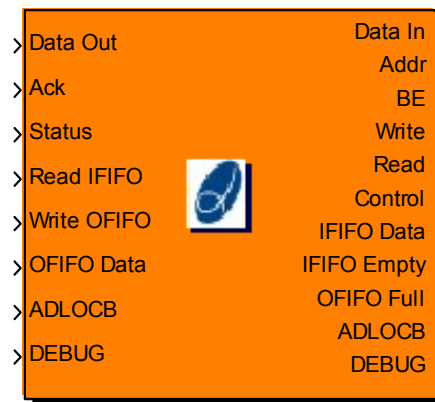 Data Out
Ack
Status
Read IFIFO
Write OFIFO
OFIFO Data
ADLOCB
DEBUG
Data In
Addr
BE
Write
Read
Control
IFIFO Data
IFIFO Empty
OFIFO Full
ADLOCB
DEBUG